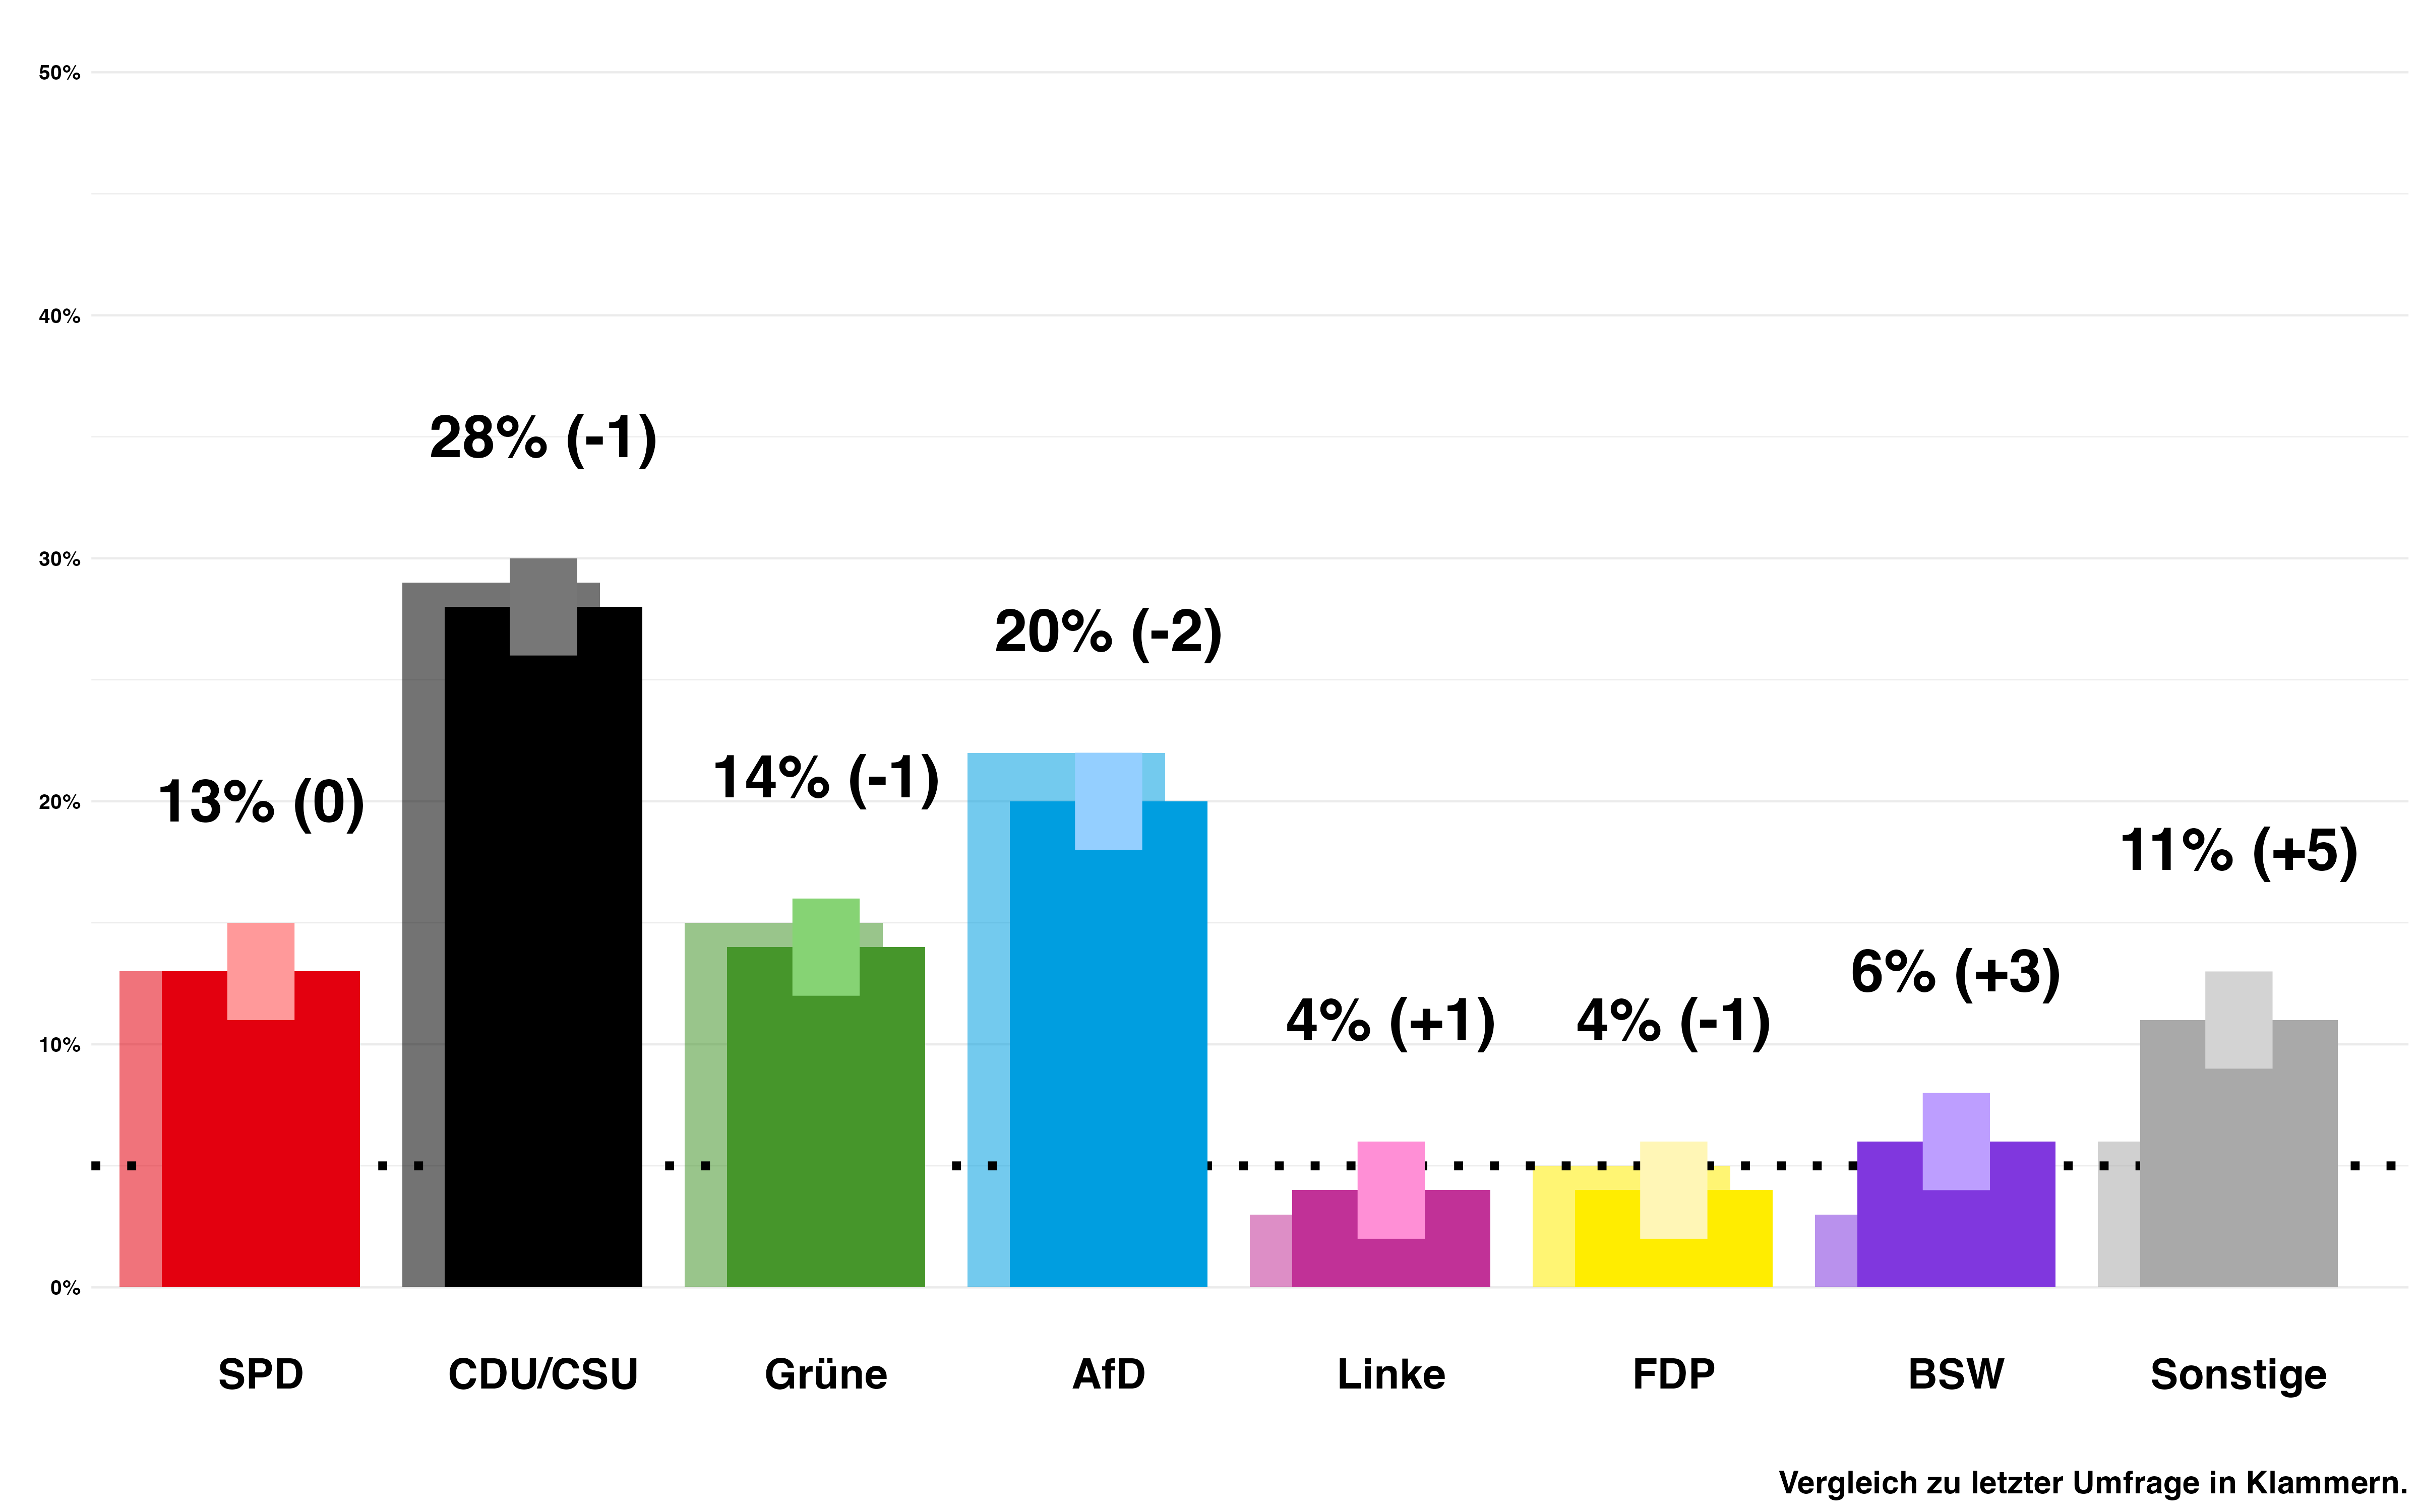 50%
40%
30%
20%
10%
0%
13% (0)
28% (-1)
14% (-1)
20% (-2)
4% (+1)
4% (-1)
6% (+3)
11% (+5)
SPD
CDU/CSU
Grüne
AfD
Linke
FDP
BSW
Sonstige
Vergleich zu letzter Umfrage in Klammern.